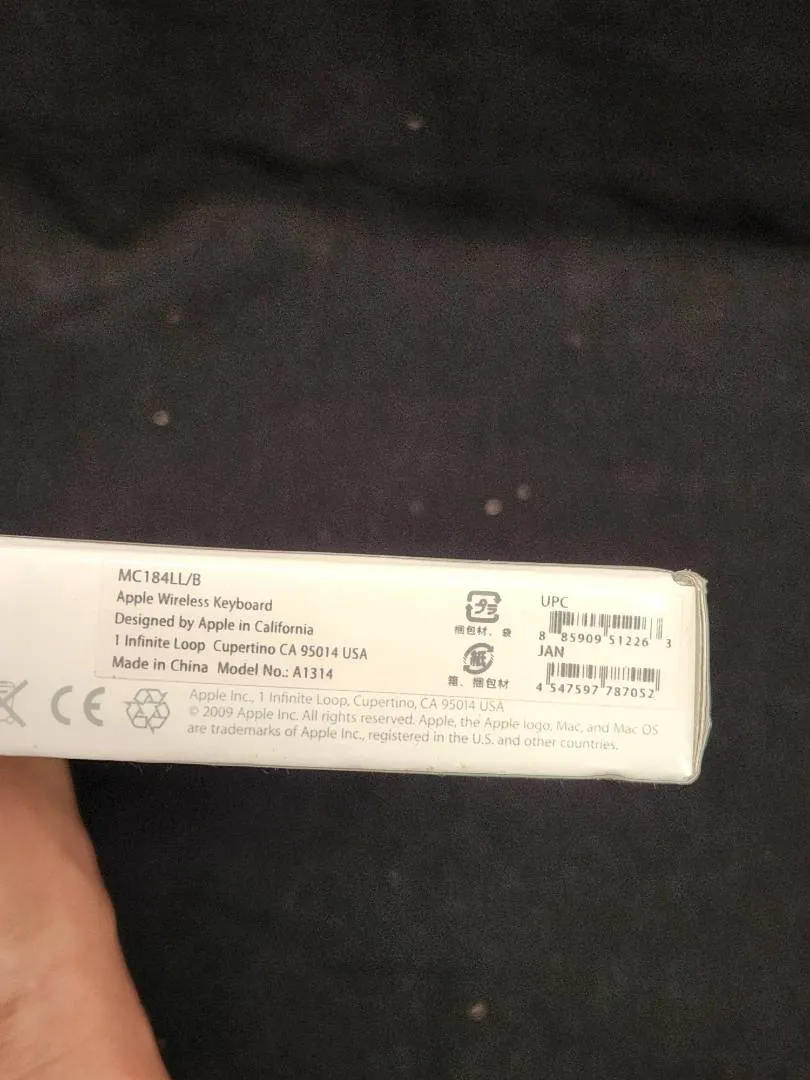 MC184LL/B
Apple Wireless Keyboard
Designed by Apple in California
1 Infinite Loop Cupertino CA 95014 USA
Made in China Model No.: A1314
プラ
梱包材、袋
紙
箱、梱包材
UPC
8 85909 51226 3
JAN
4 547597 787052
CE
Apple Inc., 1 Infinite Loop, Cupertino, CA 95014 USA
© 2009 Apple Inc. All rights reserved. Apple, the Apple logo, Mac, and Mac OS
are trademarks of Apple Inc., registered in the U.S. and other countries.